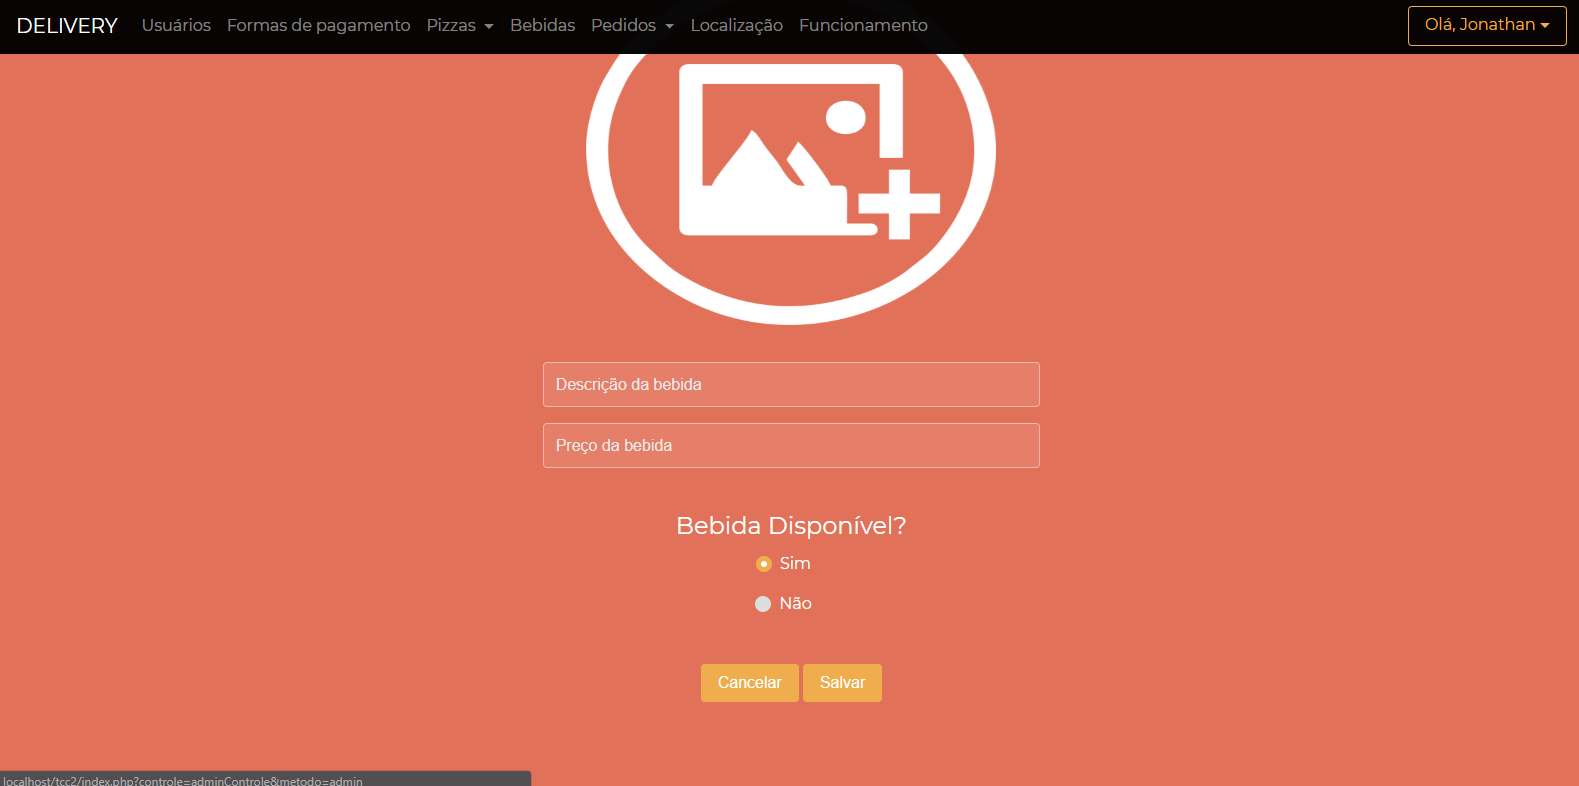 DELIVERY Usuários Formas de pagamento Pizzas Bebidas Pedidos Localização Funcionamento Olá, Jonathan
Descrição da bebida
Preço da bebida
Bebida Disponível?
Sim
Não
Cancelar Salvar
localhost/tcc2/index.php?controle=adminControle&metodo=admin